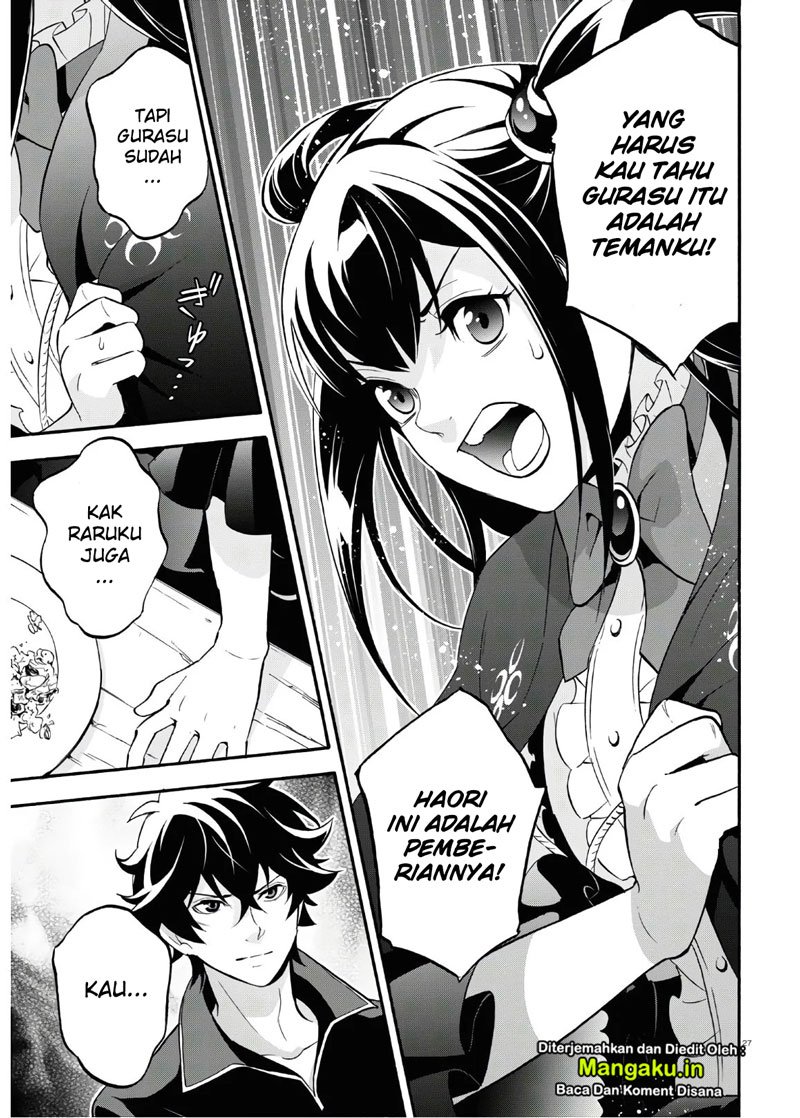 YANG
HARUS
KAU TAHU
GURASU ITU
ADALAH
TEMANKU!
HAORI
INI ADALAH
PEMBE-
RIANNYA!
TAPI
GURASU
SUDAH
...
ぎゅっ
KAK
RARUKU
JUGA
...
KAU...
27
Diterjemahkan dan Diedit Oleh :
Mangaku.in
Baca Dan Koment Disana